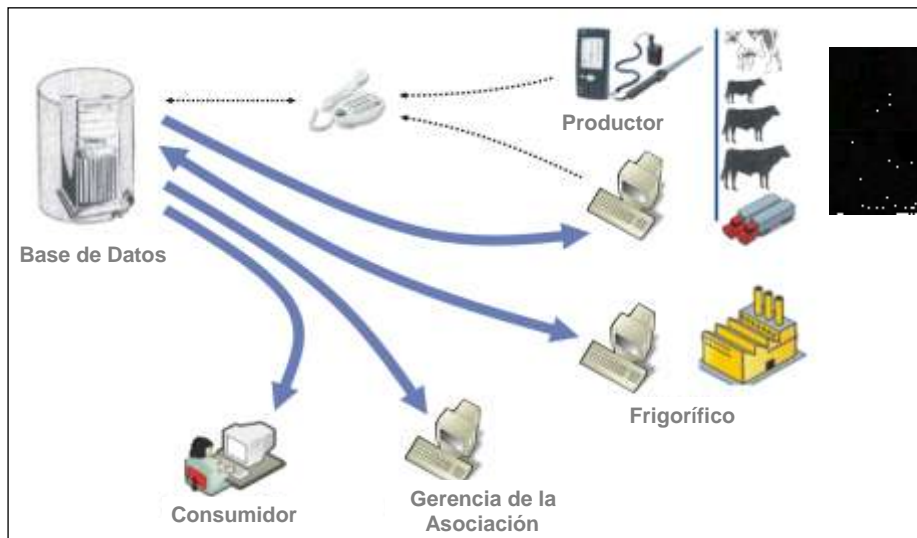 Productor
Base de Datos
Frigorífico
Consumidor
Gerencia de la
Asociación